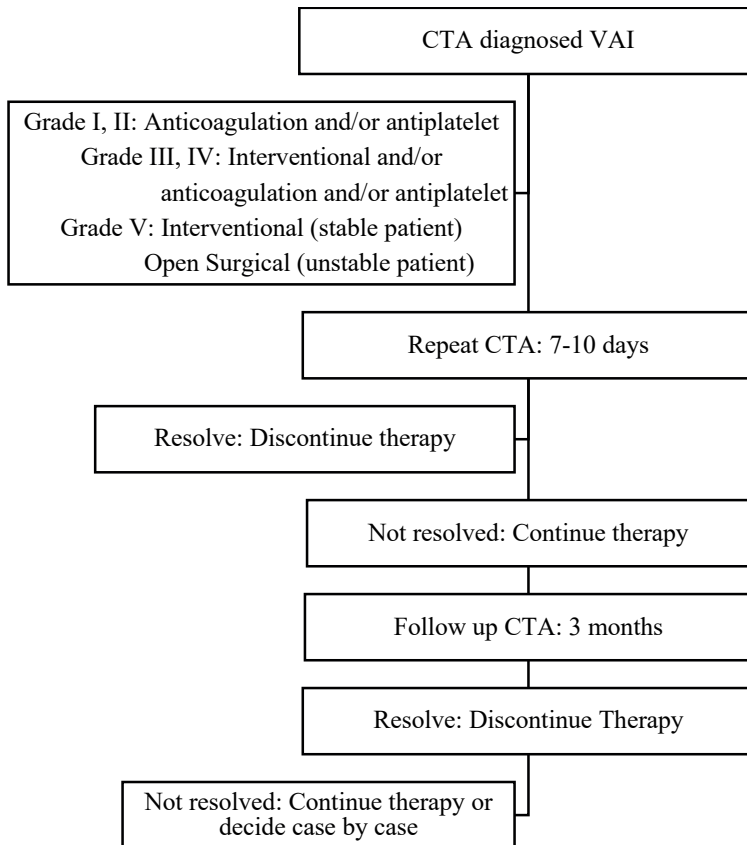 CTA diagnosed VAI
Grade I, II: Anticoagulation and/or antiplatelet
Grade III, IV: Interventional and/or
anticoagulation and/or antiplatelet
Grade V: Interventional (stable patient)
Open Surgical (unstable patient)
Repeat CTA: 7-10 days
Resolve: Discontinue therapy
Not resolved: Continue therapy
Follow up CTA: 3 months
Resolve: Discontinue Therapy
Not resolved: Continue therapy or
decide case by case